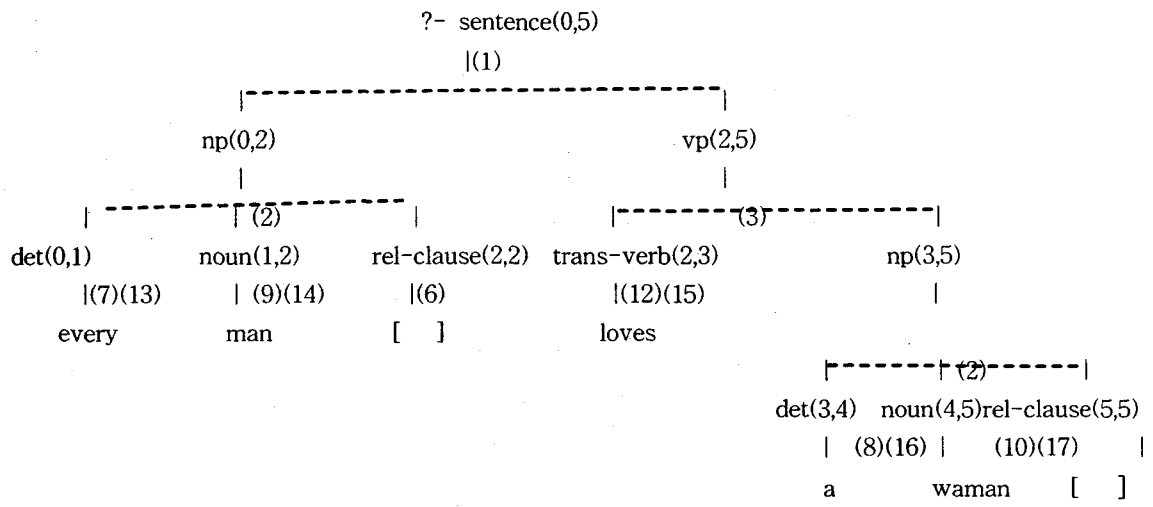 ?- sentence(0,5)
|(1)
np(0,2) vp(2,5)
(2) (3)
det(0,1) noun(1,2) rel-clause(2,2) trans-verb(2,3) np(3,5)
|(7)(13) | (9)(14) |(6) |(12)(15) |
every man [ ] loves
(2)
det(3,4) noun(4,5)rel-clause(5,5)
| (8)(16) | (10)(17) |
a waman [ ]